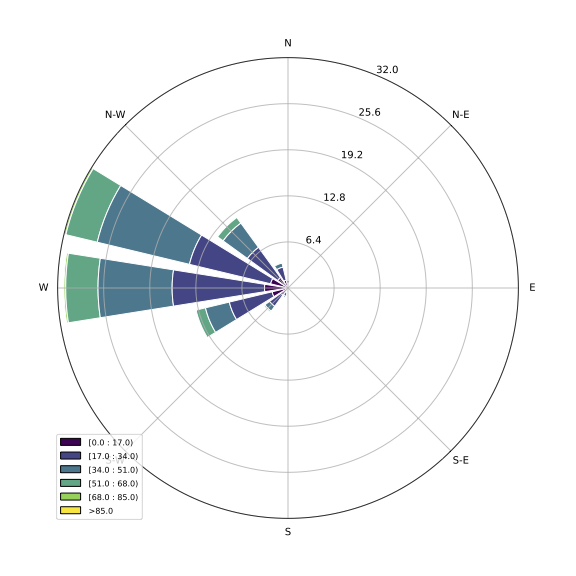 N
32.0
25.6
N-W
N-E
19.2
12.8
6.4
W
E
[0.0 : 17.0)
[17.0 : 34.0)
[34.0 : 51.0)
[51.0 : 68.0)
[68.0 : 85.0)
>85.0
S-E
S